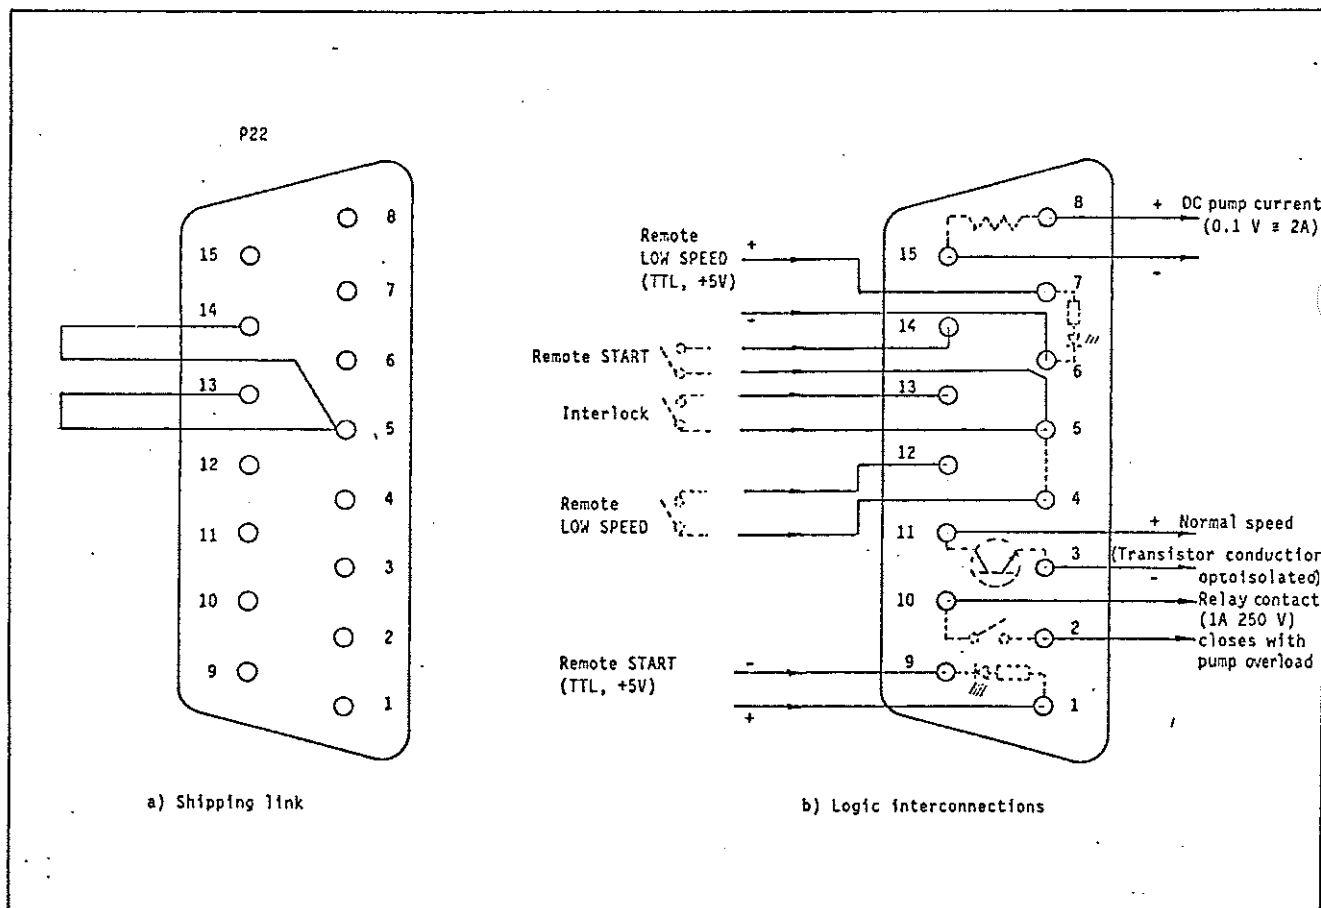 P22
8
15
7
14
6
13
5
12
4
11
3
10
2
9
1
a) Shipping link
Remote
LOW SPEED
(TTL, +5V)
+
-
Remote START
Interlock
Remote
LOW SPEED
Remote START
(TTL, +5V)
-
+
8
15
7
14
6
13
5
12
4
11
3
10
2
9
1
+ DC pump current
(0.1 V ≡ 2A)
-
+ Normal speed
(Transistor conduction
- optoisolated)
Relay contact
(1A 250 V)
closes with
pump overload
b) Logic interconnections